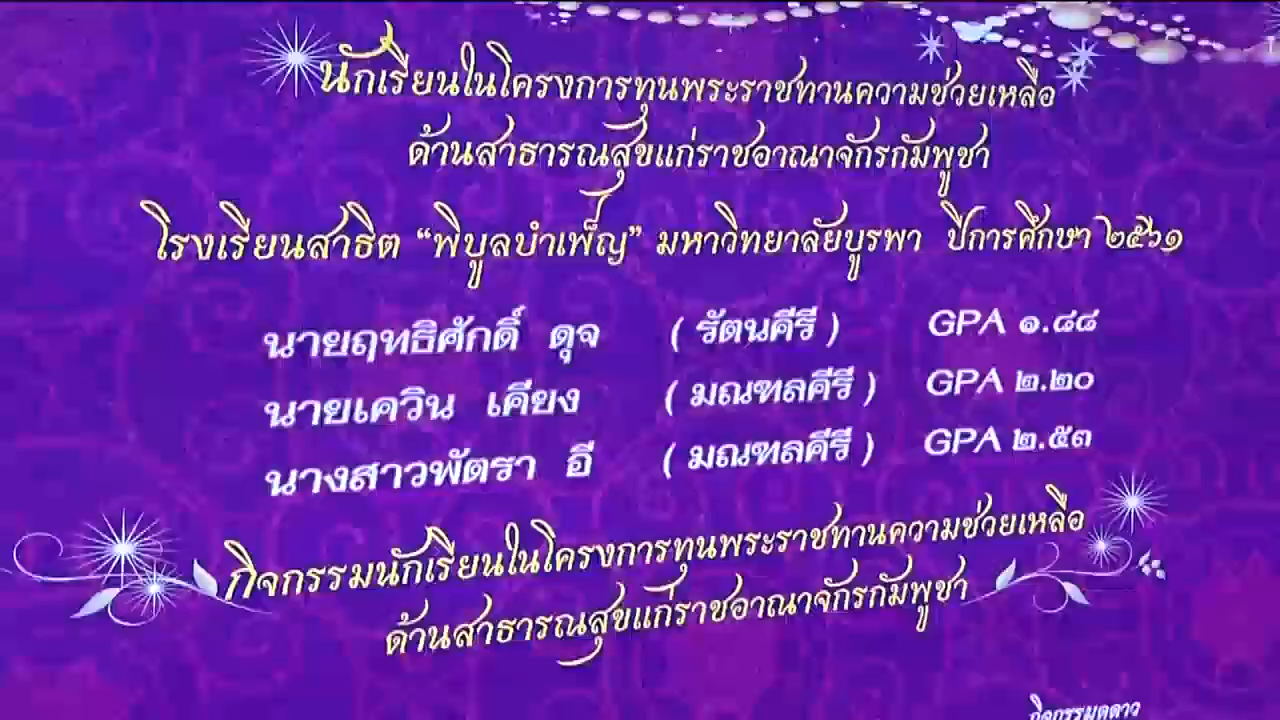 นักเรียนในโครงการทุนพระราชทานความช่วยเหลือ
ด้านสาธารณสุขแก่ราชอาณาจักรกัมพูชา
โรงเรียนสาธิต “พิบูลบำเพ็ญ” มหาวิทยาลัยบูรพา ปีการศึกษา ๒๕๖๑
นายฤทธิศักดิ์ ดุจ ( รัตนคีรี ) GPA ๑.๘๘
นายเควิน เคียง ( มณฑลคีรี ) GPA ๒.๒๐
นางสาวพัตรา อี ( มณฑลคีรี ) GPA ๒.๕๓
กิจกรรมนักเรียนในโครงการทุนพระราชทานความช่วยเหลือ
ด้านสาธารณสุขแก่ราชอาณาจักรกัมพูชา